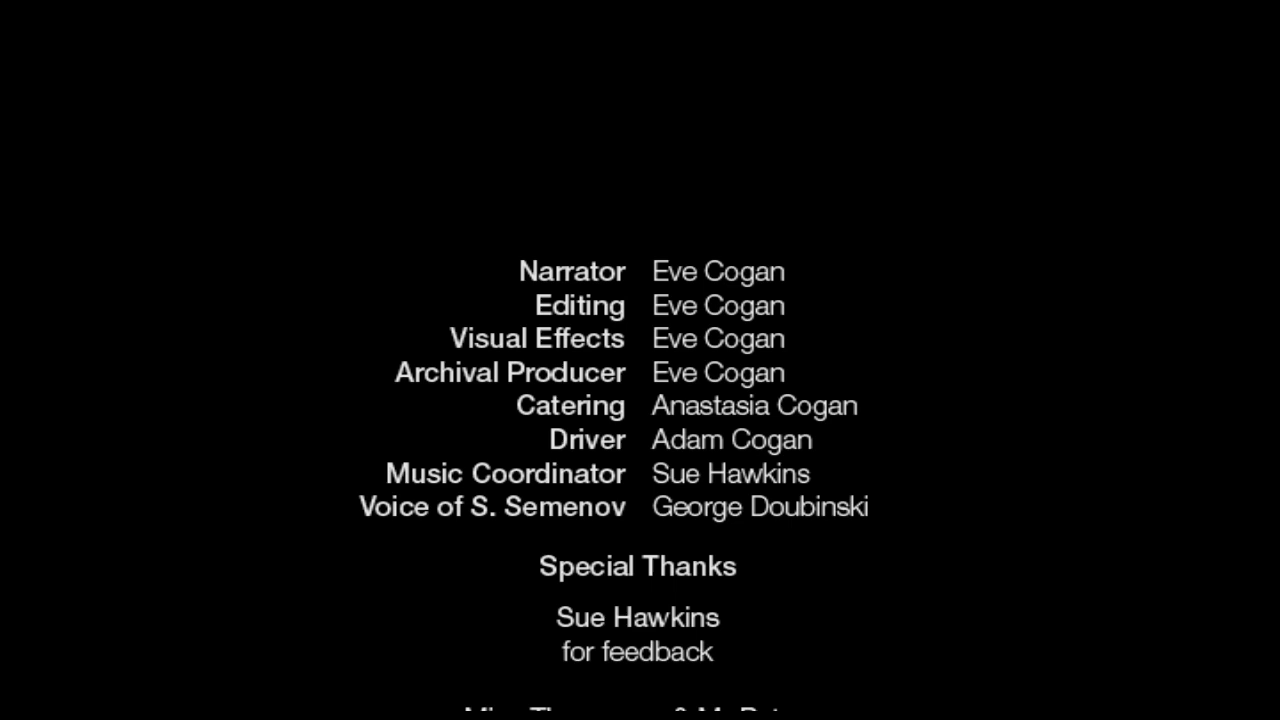 Narrator Eve Cogan
Editing Eve Cogan
Visual Effects Eve Cogan
Archival Producer Eve Cogan
Catering Anastasia Cogan
Driver Adam Cogan
Music Coordinator Sue Hawkins
Voice of S. Semenov George Doubinski
Special Thanks
Sue Hawkins
for feedback